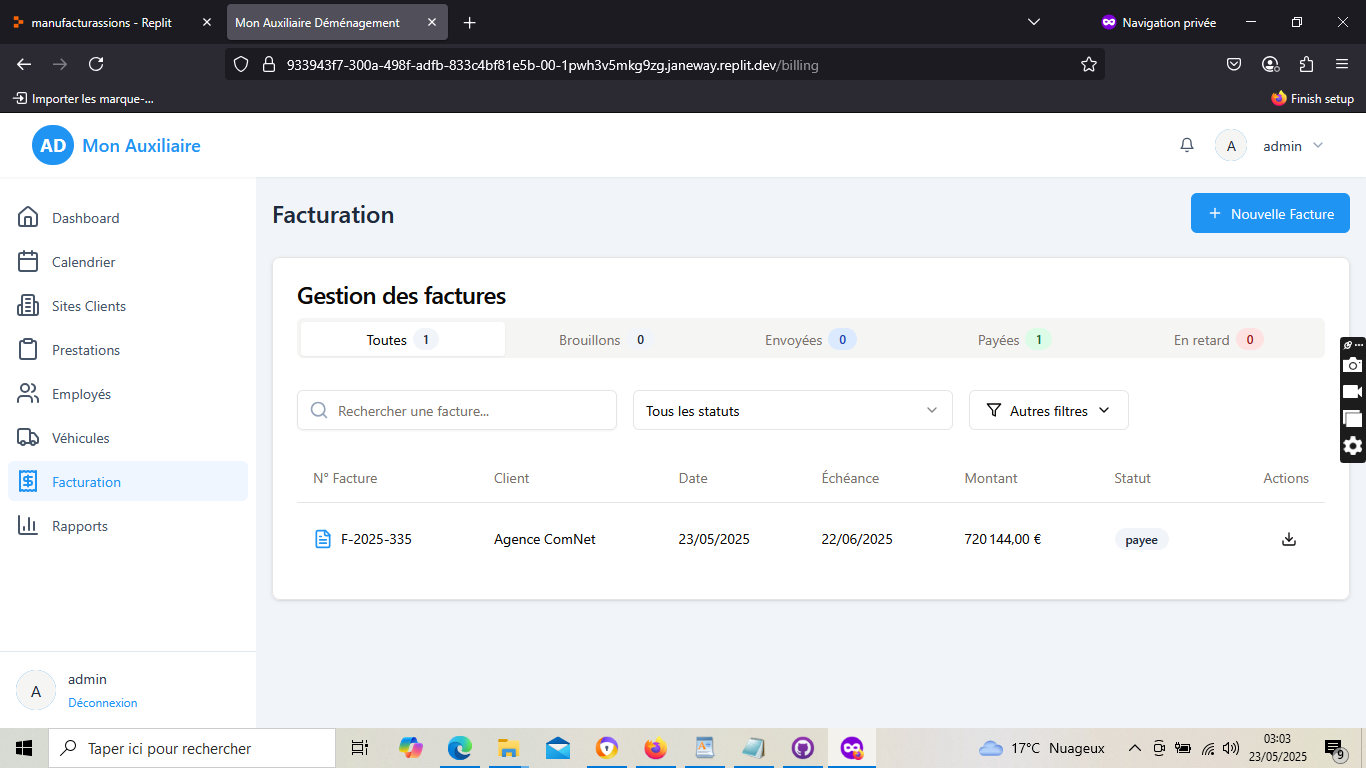 manufacturassions - Replit
Mon Auxiliaire Déménagement
Navigation privée
933943f7-300a-498f-adfb-833c4bf81e5b-00-1pwh3v5mkg9zg.janeway.replit.dev/billing
Importer les marque-...
Finish setup
AD Mon Auxiliaire
A admin
Dashboard
Calendrier
Sites Clients
Prestations
Employés
Véhicules
Facturation
Rapports
A admin
Déconnexion
Facturation
+ Nouvelle Facture
Gestion des factures
Toutes 1 Brouillons 0 Envoyées 0 Payées 1 En retard 0
Rechercher une facture... Tous les statuts Autres filtres
N° Facture Client Date Échéance Montant Statut Actions
F-2025-335 Agence ComNet 23/05/2025 22/06/2025 720 144,00 € payee
Taper ici pour rechercher
17°C Nuageux
03:03
23/05/2025
9